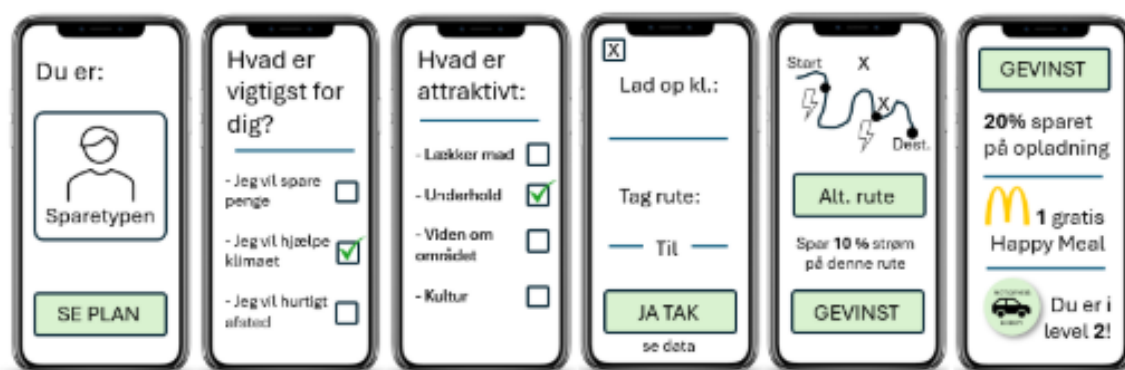 Du er:
Sparetypen
SE PLAN
Hvad er
vigtigst for
dig?
- Jeg vil spare
penge
- Jeg vil hjælpe
klimaet
- Jeg vil hurtigt
afsted
Hvad er
attraktivt:
- Lækker mad
- Underhold
- Viden om
området
- Kultur
X
Lad op kl.:
Tag rute:
Til
JA TAK
se data
Start
X
X
Dest.
Alt. rute
Spar 10 % strøm
på denne rute
GEVINST
GEVINST
20% sparet
på opladning
1 gratis
Happy Meal
Du er i
level 2!